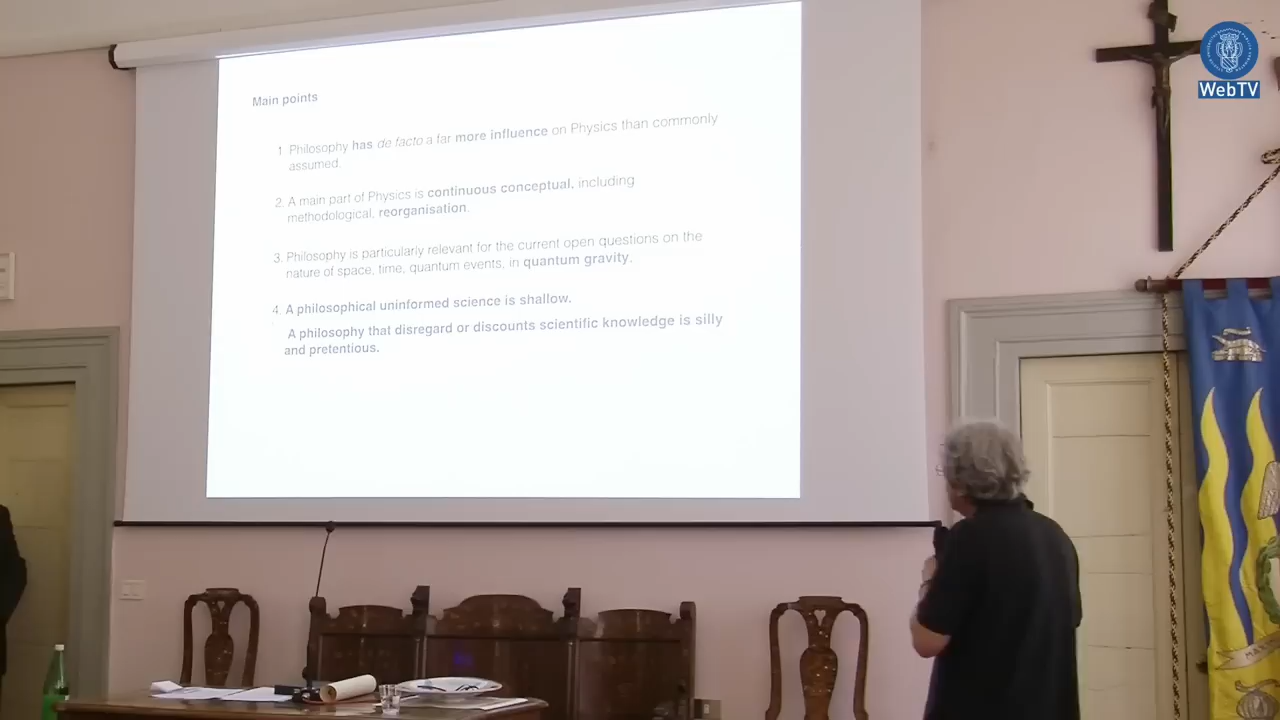 Main points
1. Philosophy has de facto a far more influence on Physics than commonly
assumed.
2. A main part of Physics is continuous conceptual, including
methodological, reorganisation.
3. Philosophy is particularly relevant for the current open questions on the
nature of space, time, quantum events, in quantum gravity.
4. A philosophical uninformed science is shallow.
A philosophy that disregard or discounts scientific knowledge is silly
and pretentious.
WebTV